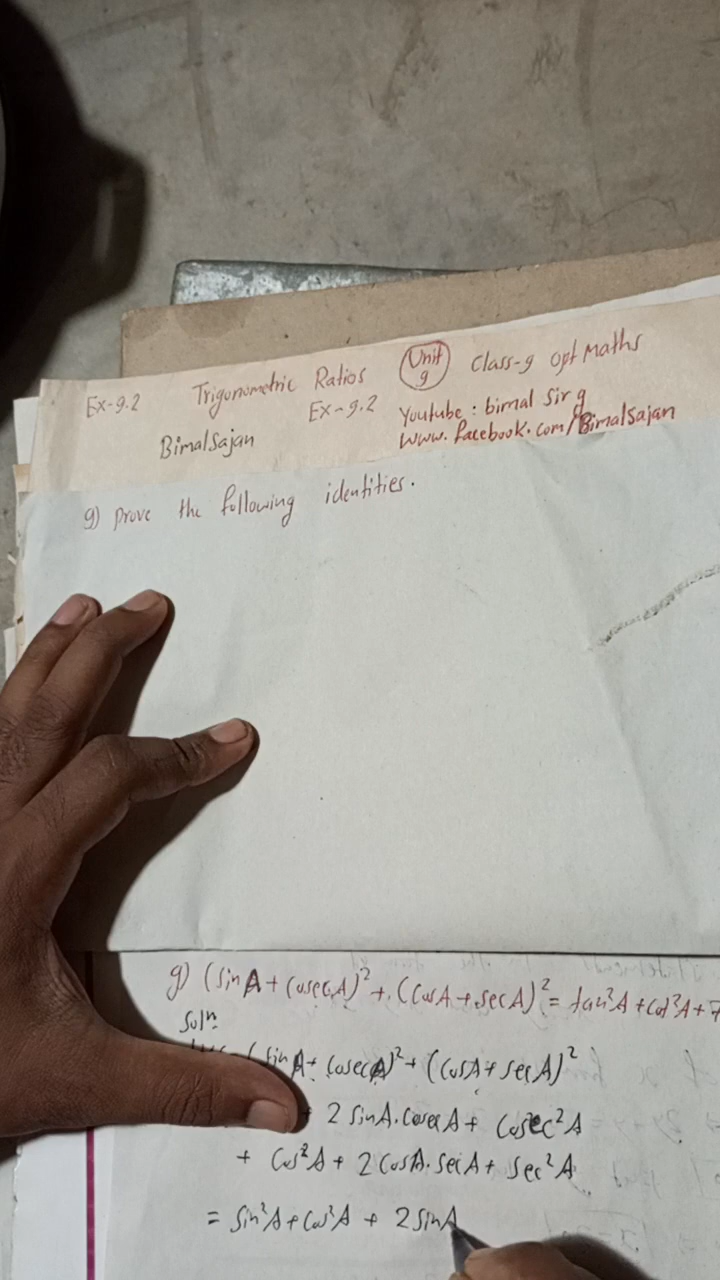 Ex-9.2 Trigonometric Ratios Ex-9.2 Unit 9 Class-9 Opt Maths
BimalSajan Youtube : bimal Sir g
www.facebook.com/Bimalsajan
g) prove the following identities.
g) (sinA + cosecA)² + (cosA + secA)² = tan²A + cot²A + 7
Solⁿ:
(sinA + cosecA)² + (cosA + secA)²
2 sinA.cosecA + cosec²A
+ cos²A + 2 cosA.secA + sec²A
= sin²A + cos²A + 2 sinA